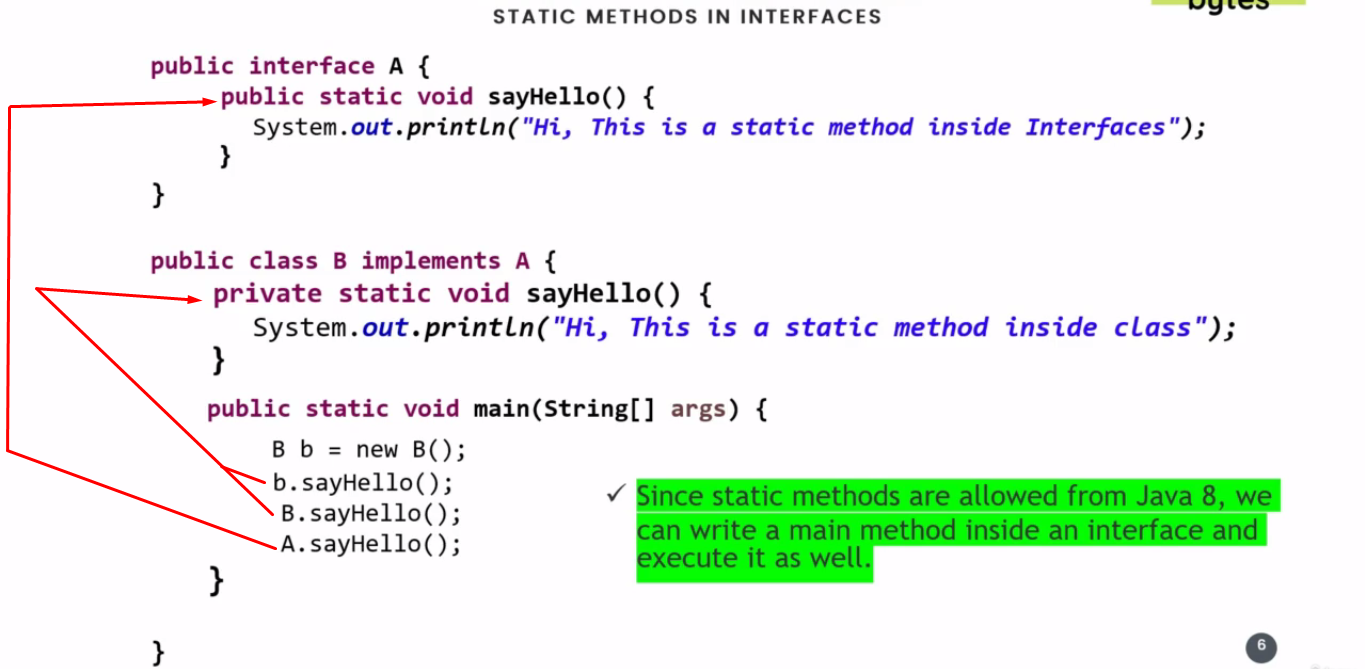 bytes
STATIC METHODS IN INTERFACES
public interface A {
public static void sayHello() {
System.out.println("Hi, This is a static method inside Interfaces");
}
}
public class B implements A {
private static void sayHello() {
System.out.println("Hi, This is a static method inside class");
}
public static void main(String[] args) {
B b = new B();
b.sayHello();
B.sayHello();
A.sayHello();
}
}
✓ Since static methods are allowed from Java 8, we
can write a main method inside an interface and
execute it as well.
6